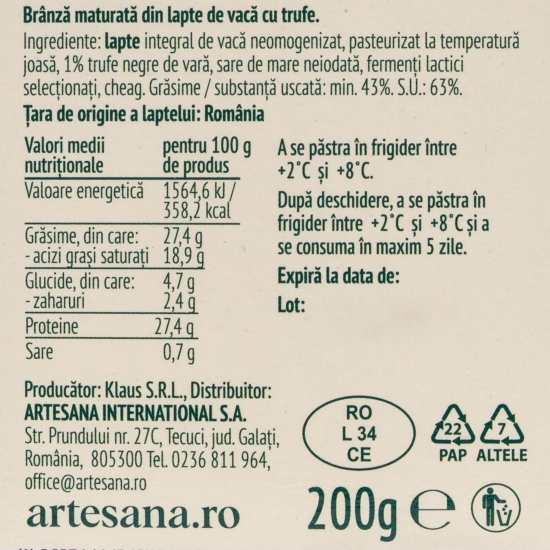 Brânză maturată din lapte de vacă cu trufe.
Ingrediente: lapte integral de vacă neomogenizat, pasteurizat la temperatură
joasă, 1% trufe negre de vară, sare de mare neiodată, fermenți lactici
selecționați, cheag. Grăsime / substanță uscată: min. 43%. S.U.: 63%.
Țara de origine a laptelui: România
Valori medii pentru 100 g
nutriționale de produs
Valoare energetică 1564,6 kJ /
358,2 kcal
Grăsime, din care: 27,4 g
- acizi grași saturați 18,9 g
Glucide, din care: 4,7 g
- zaharuri 2,4 g
Proteine 27,4 g
Sare 0,7 g
A se păstra în frigider între
+2°C și +8°C.
După deschidere, a se păstra în
frigider între +2°C și +8°C și a
se consuma în maxim 5 zile.
Expiră la data de:
Lot:
Producător: Klaus S.R.L., Distribuitor:
ARTESANA INTERNATIONAL S.A.
Str. Prundului nr. 27C, Tecuci, jud. Galați,
România, 805300 Tel. 0236 811 964,
office@artesana.ro
artesana.ro
RO
L 34
CE
22 7
PAP ALTELE
200g e